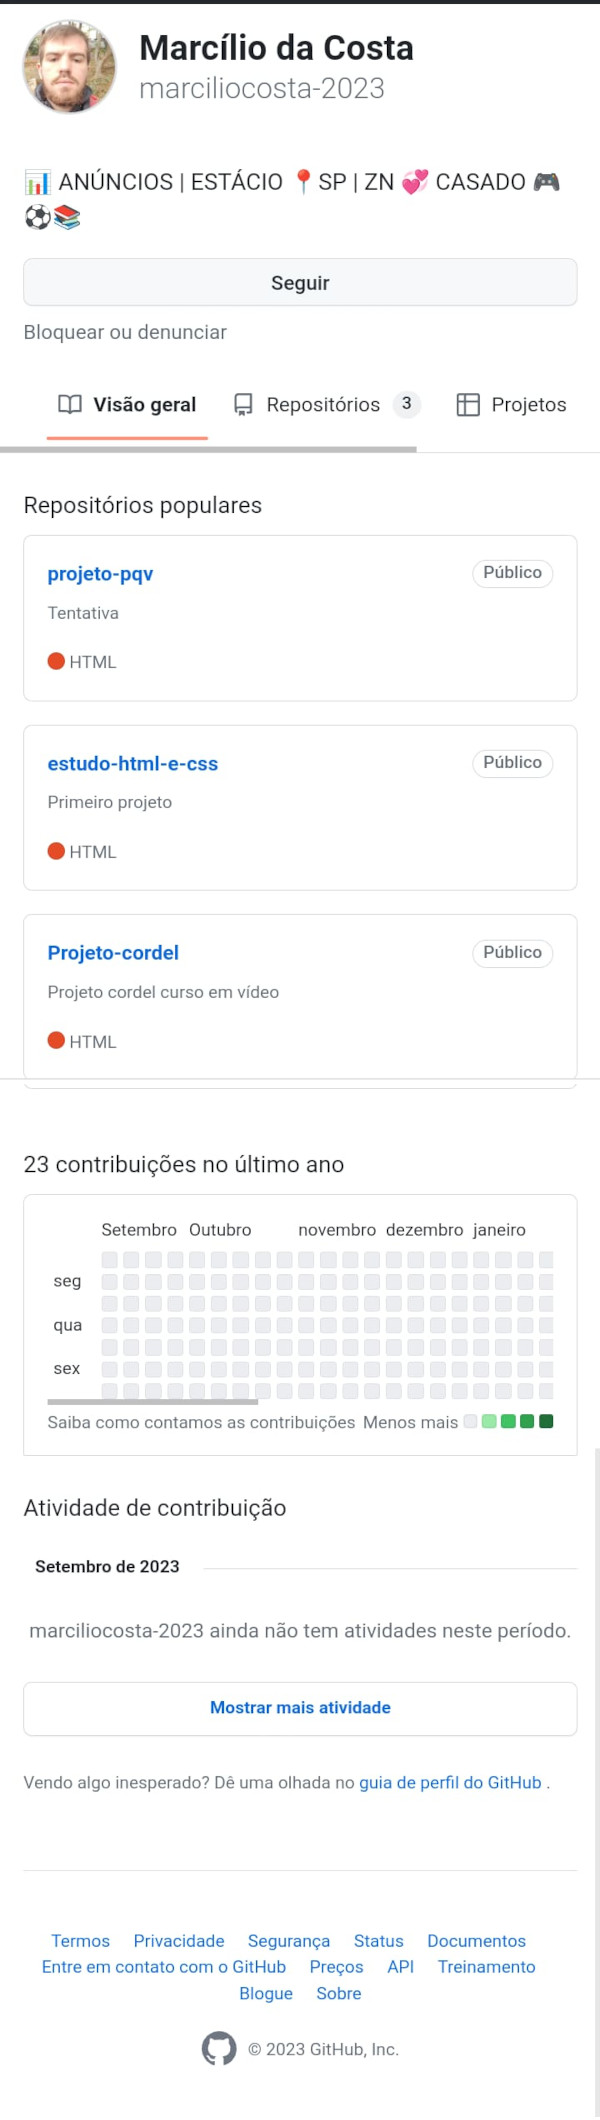 Marcílio da Costa
marciliocosta-2023
📊 ANÚNCIOS | ESTÁCIO 📍SP | ZN 💞 CASADO 🎮
⚽📚
Seguir
Bloquear ou denunciar
Visão geral Repositórios 3 Projetos
Repositórios populares
projeto-pqv Público
Tentativa
HTML
estudo-html-e-css Público
Primeiro projeto
HTML
Projeto-cordel Público
Projeto cordel curso em vídeo
HTML
23 contribuições no último ano
Setembro Outubro novembro dezembro janeiro
seg
qua
sex
Saiba como contamos as contribuições Menos mais
Atividade de contribuição
Setembro de 2023
marciliocosta-2023 ainda não tem atividades neste período.
Mostrar mais atividade
Vendo algo inesperado? Dê uma olhada no guia de perfil do GitHub .
Termos Privacidade Segurança Status Documentos
Entre em contato com o GitHub Preços API Treinamento
Blogue Sobre
© 2023 GitHub, Inc.